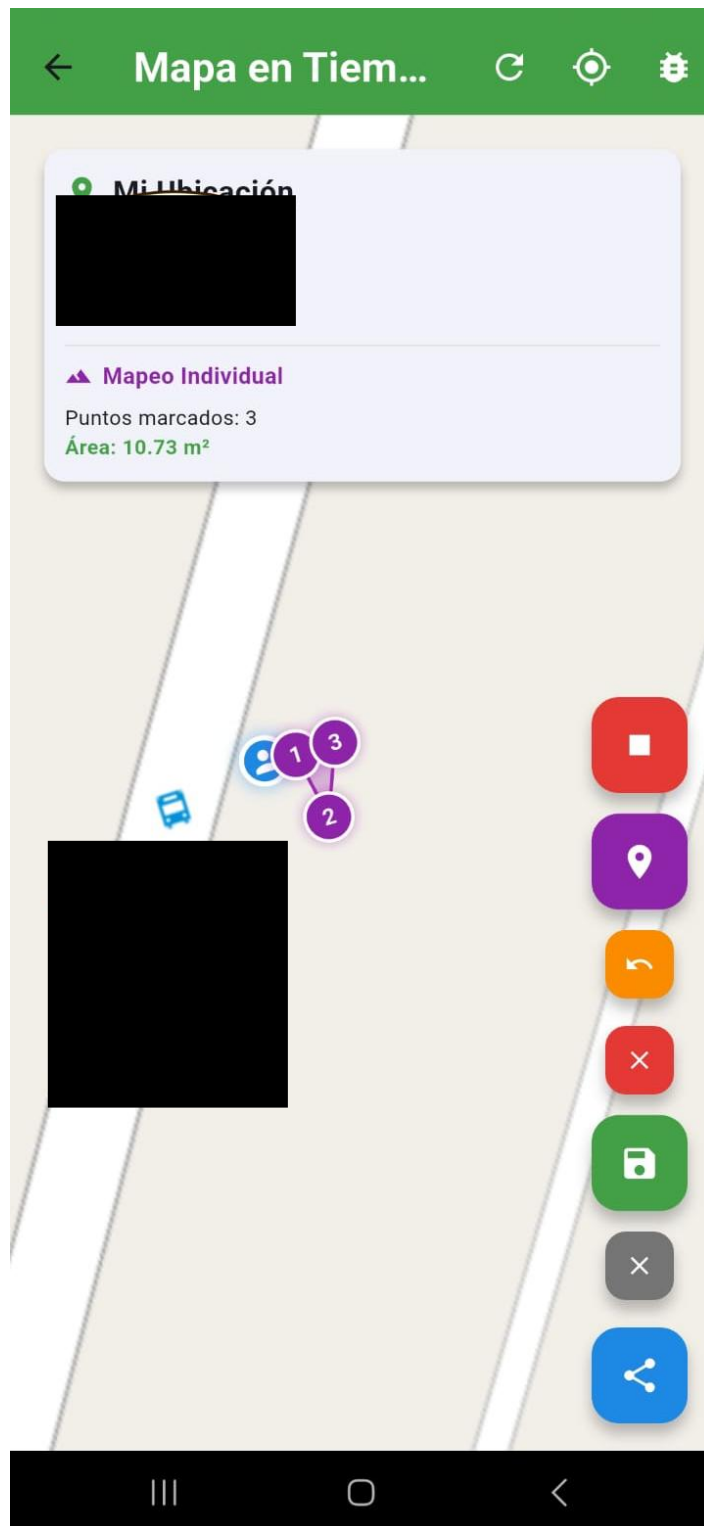 Mapa en Tiem...
Mi Ubicación
Mapeo Individual
Puntos marcados: 3
Área: 10.73 m²
1
3
2